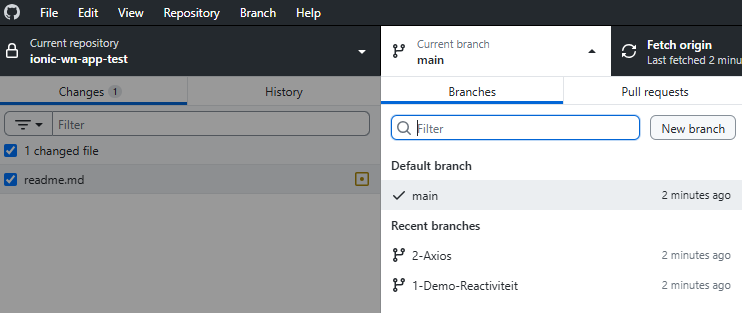 File Edit View Repository Branch Help
Current repository
ionic-wn-app-test
Current branch
main
Fetch origin
Last fetched 2 minu
Changes 1 History
Filter
1 changed file
readme.md
Branches Pull requests
Filter New branch
Default branch
main 2 minutes ago
Recent branches
2-Axios 2 minutes ago
1-Demo-Reactiviteit 2 minutes ago